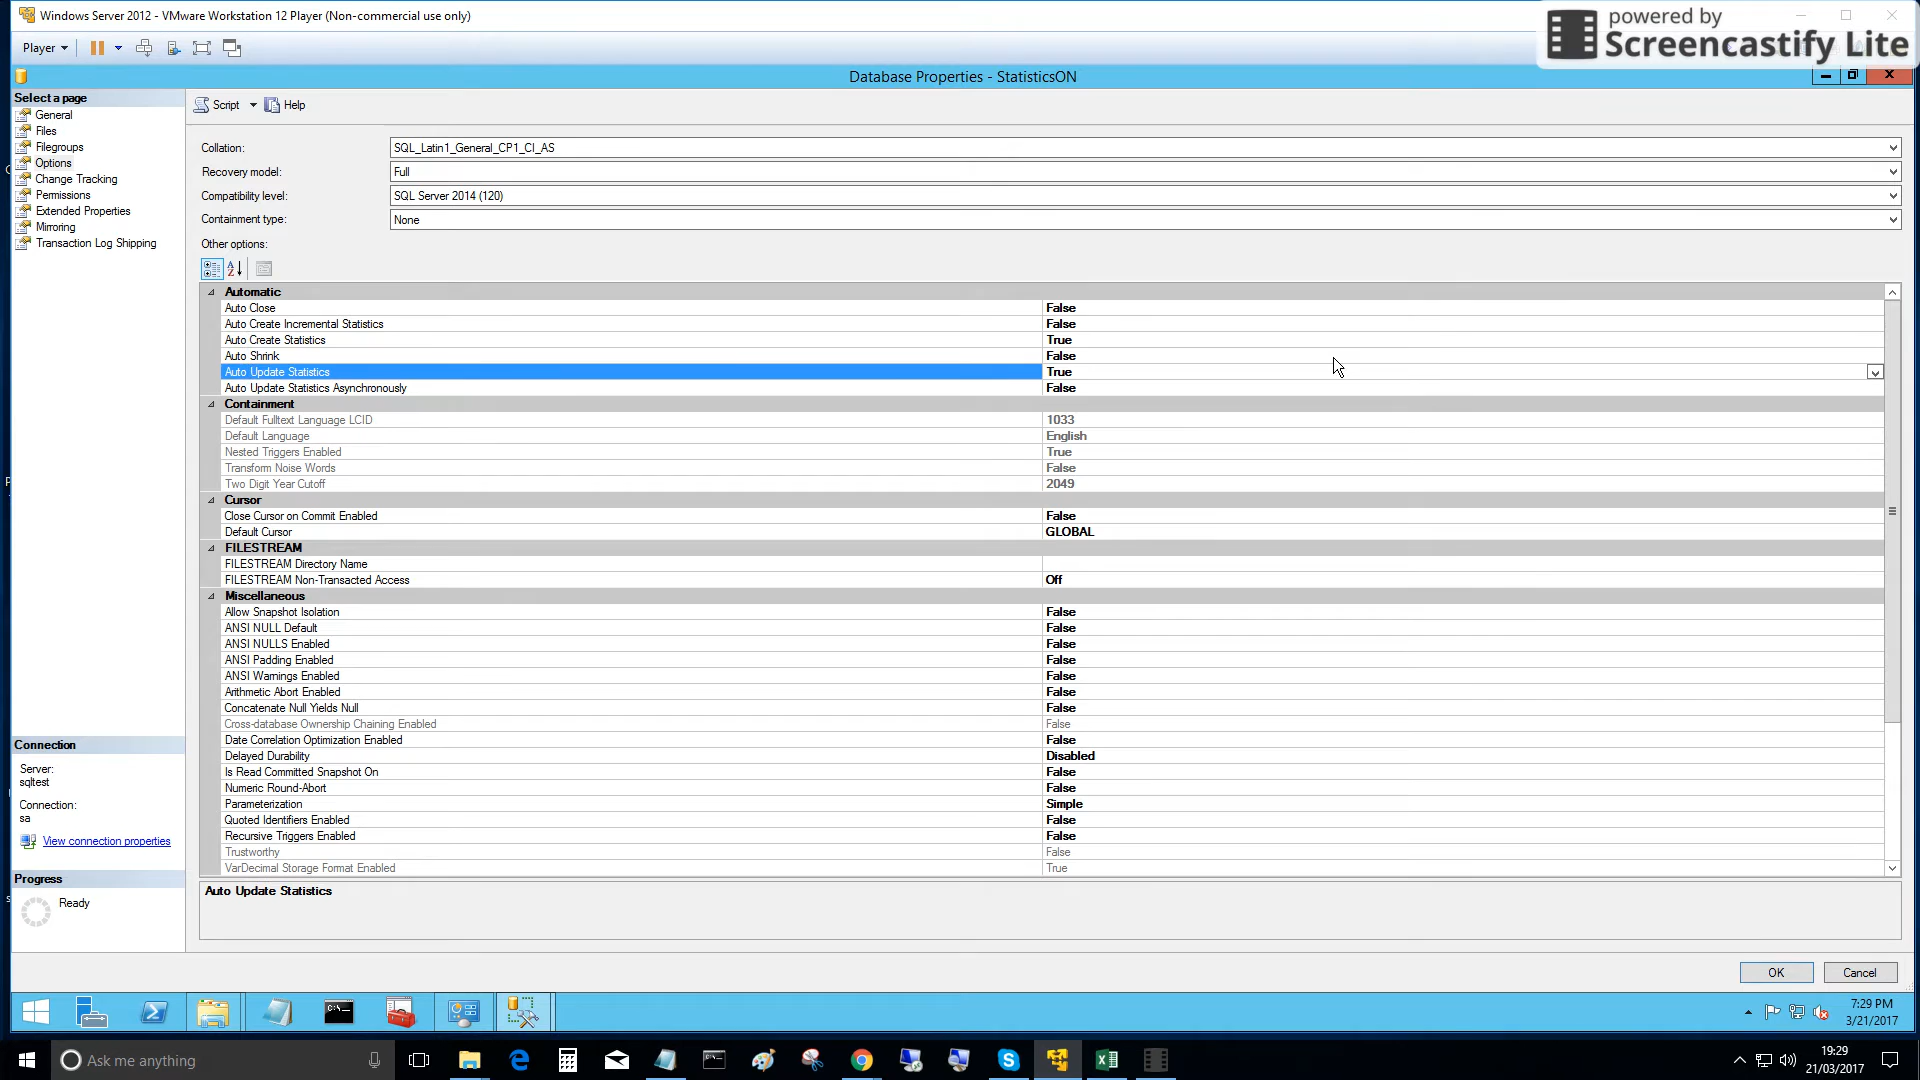 Windows Server 2012 - VMware Workstation 12 Player (Non-commercial use only)
powered by
Screencastify Lite
Player
Database Properties - StatisticsON
Select a page
General
Files
Filegroups
Options
Change Tracking
Permissions
Extended Properties
Mirroring
Transaction Log Shipping
Script
Help
Collation: SQL_Latin1_General_CP1_CI_AS
Recovery model: Full
Compatibility level: SQL Server 2014 (120)
Containment type: None
Other options:
Automatic
Auto Close False
Auto Create Incremental Statistics False
Auto Create Statistics True
Auto Shrink False
Auto Update Statistics True
Auto Update Statistics Asynchronously False
Containment
Default Fulltext Language LCID 1033
Default Language English
Nested Triggers Enabled True
Transform Noise Words False
Two Digit Year Cutoff 2049
Cursor
Close Cursor on Commit Enabled False
Default Cursor GLOBAL
FILESTREAM
FILESTREAM Directory Name
FILESTREAM Non-Transacted Access Off
Miscellaneous
Allow Snapshot Isolation False
ANSI NULL Default False
ANSI NULLS Enabled False
ANSI Padding Enabled False
ANSI Warnings Enabled False
Arithmetic Abort Enabled False
Concatenate Null Yields Null False
Cross-database Ownership Chaining Enabled False
Date Correlation Optimization Enabled False
Delayed Durability Disabled
Is Read Committed Snapshot On False
Numeric Round-Abort False
Parameterization Simple
Quoted Identifiers Enabled False
Recursive Triggers Enabled False
Trustworthy False
VarDecimal Storage Format Enabled True
Auto Update Statistics
Connection
Server:
sqltest
Connection:
sa
View connection properties
Progress
Ready
OK
Cancel
7:29 PM
3/21/2017
Ask me anything
19:29
21/03/2017